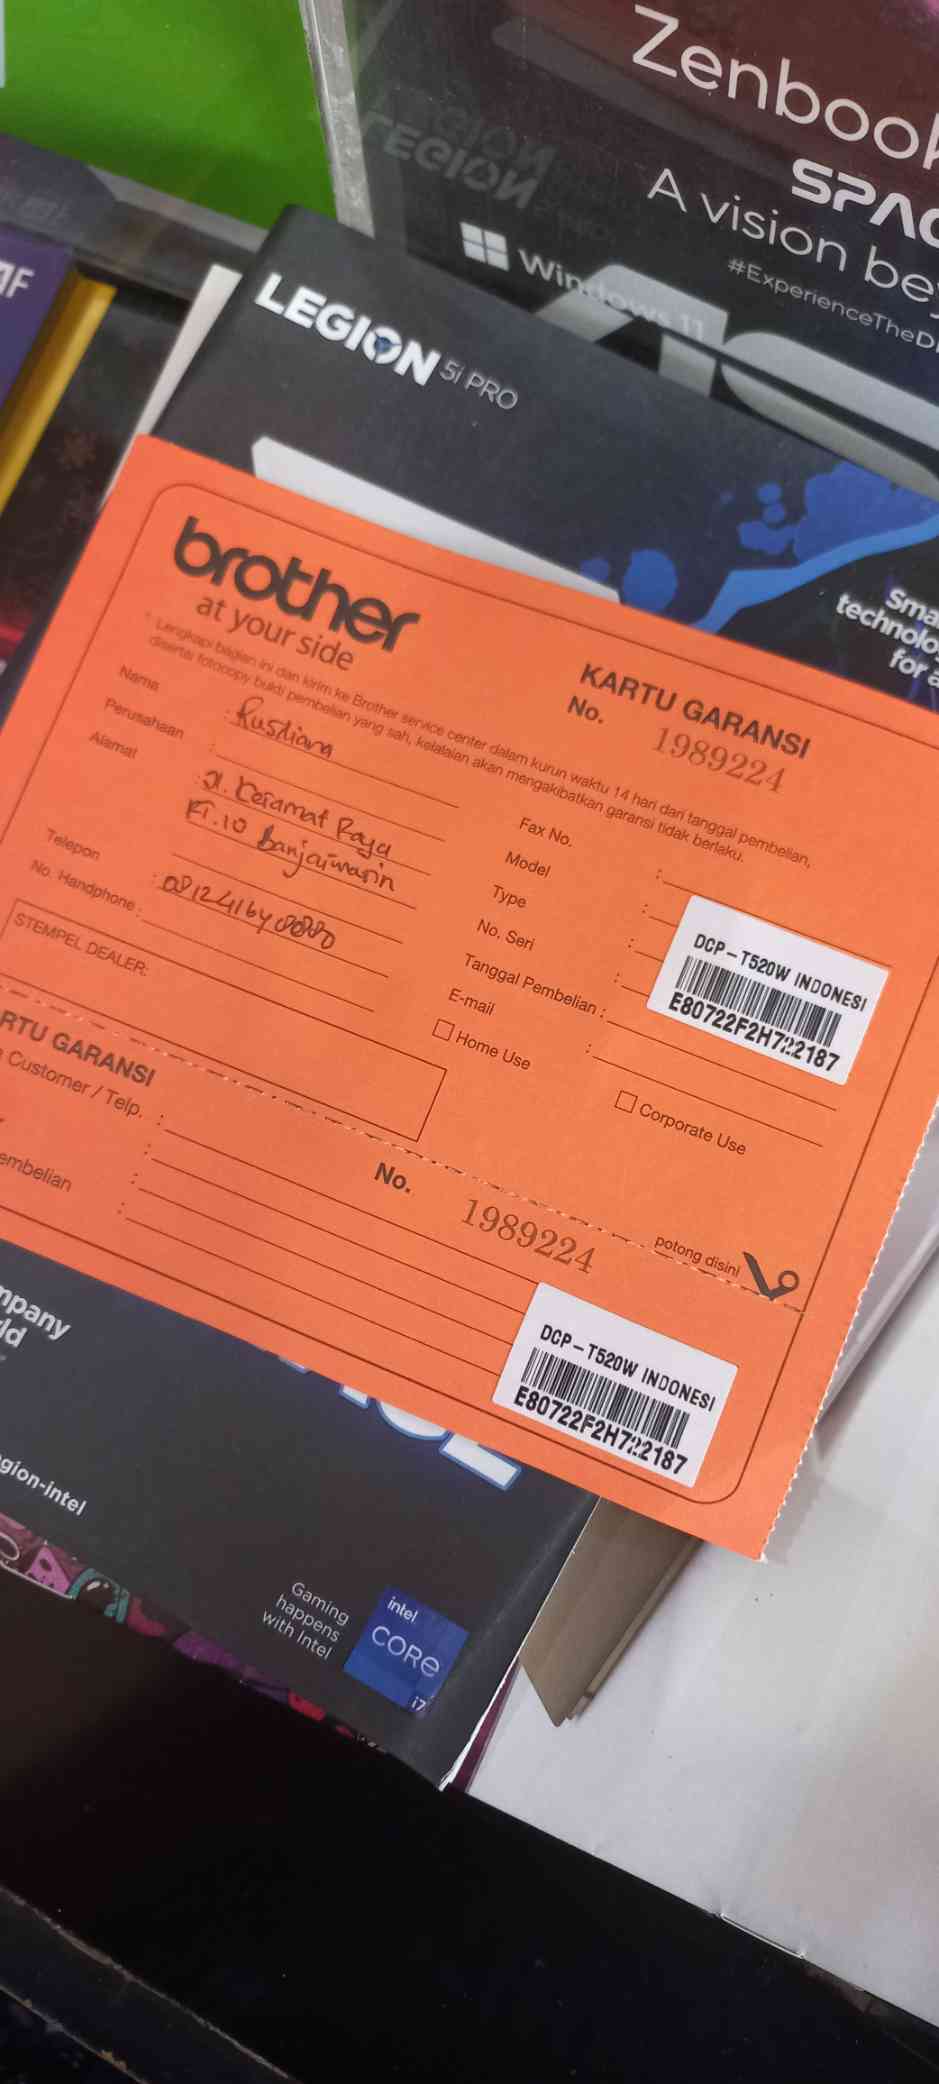 Zenbook
SPAC
A vision bey
#ExperienceTheDi
LEGION
Windows 11
AF
LEGION 5i PRO
Sma
technolo
for a
brother
at your side
KARTU GARANSI
No. 1989224
* Lengkapi bagian ini dan kirim ke Brother service center dalam kurun waktu 14 hari dari tanggal pembelian,
disertai fotocopy bukti pembelian yang sah, kelalaian akan mengakibatkan garansi tidak berlaku.
Nama : Rusdiana
Perusahaan :
Alamat : Jl. Keramat Raya
Banjarmasin
Telepon :
No. Handphone :
STEMPEL DEALER:
Fax No. :
Model :
Type :
No. Seri :
Tanggal Pembelian :
E-mail :
Home Use
Corporate Use
DCP-T520W INDONESI
E80722F2H722187
RTU GARANSI
Customer / Telp. :
embelian :
No. 1989224
potong disini
DCP-T520W INDONESI
E80722F2H722187
mpany
ld
gion-intel
Gaming
happens
with Intel
intel
CORE
i7